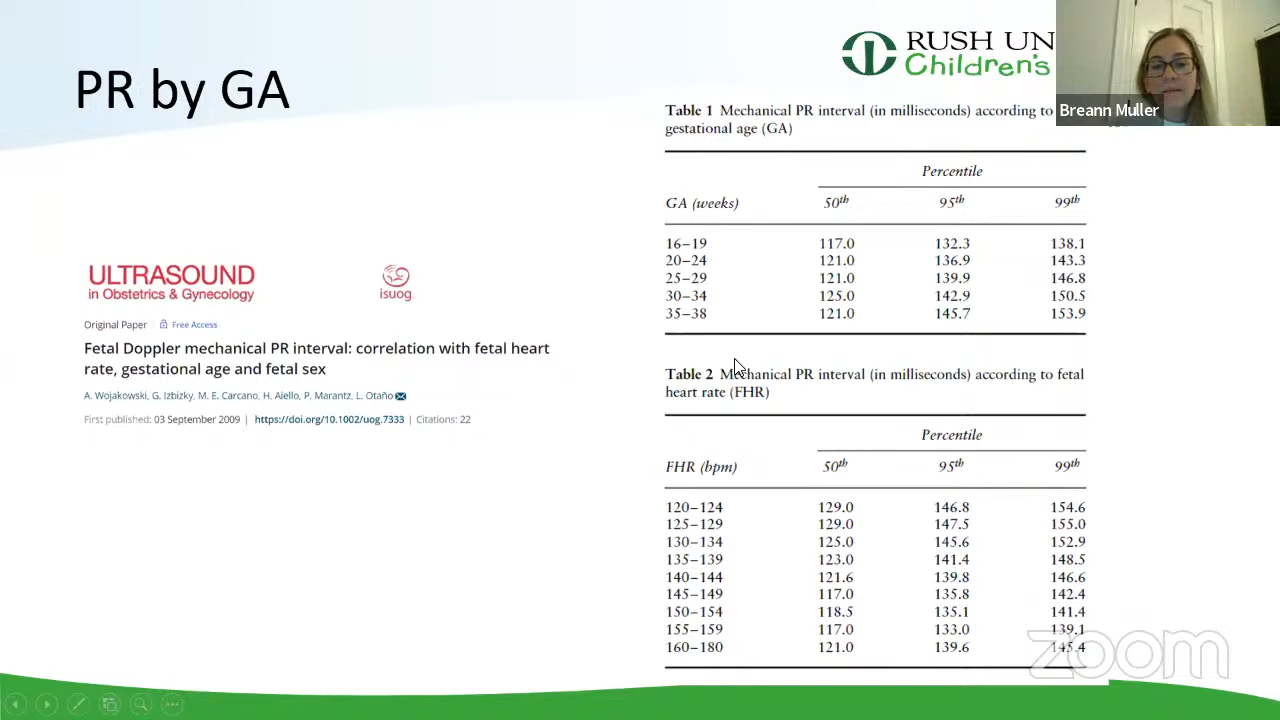 PR by GA
RUSH UN
Children's
Breann Muller
ULTRASOUND
in Obstetrics & Gynecology
isuog
Original Paper
Free Access
Fetal Doppler mechanical PR interval: correlation with fetal heart
rate, gestational age and fetal sex
A. Wojakowski, G. Izbizky, M. E. Carcano, H. Aiello, P. Marantz, L. Otaño
First published: 03 September 2009 | https://doi.org/10.1002/uog.7333 | Citations: 22
Table 1 Mechanical PR interval (in milliseconds) according to
gestational age (GA)
Percentile
GA (weeks) 50th 95th 99th
16–19 117.0 132.3 138.1
20–24 121.0 136.9 143.3
25–29 121.0 139.9 146.8
30–34 125.0 142.9 150.5
35–38 121.0 145.7 153.9
Table 2 Mechanical PR interval (in milliseconds) according to fetal
heart rate (FHR)
Percentile
FHR (bpm) 50th 95th 99th
120–124 129.0 146.8 154.6
125–129 129.0 147.5 155.0
130–134 125.0 145.6 152.9
135–139 123.0 141.4 148.5
140–144 121.6 139.8 146.6
145–149 117.0 135.8 142.4
150–154 118.5 135.1 141.4
155–159 117.0 133.0 139.1
160–180 121.0 139.6 145.4
zoom